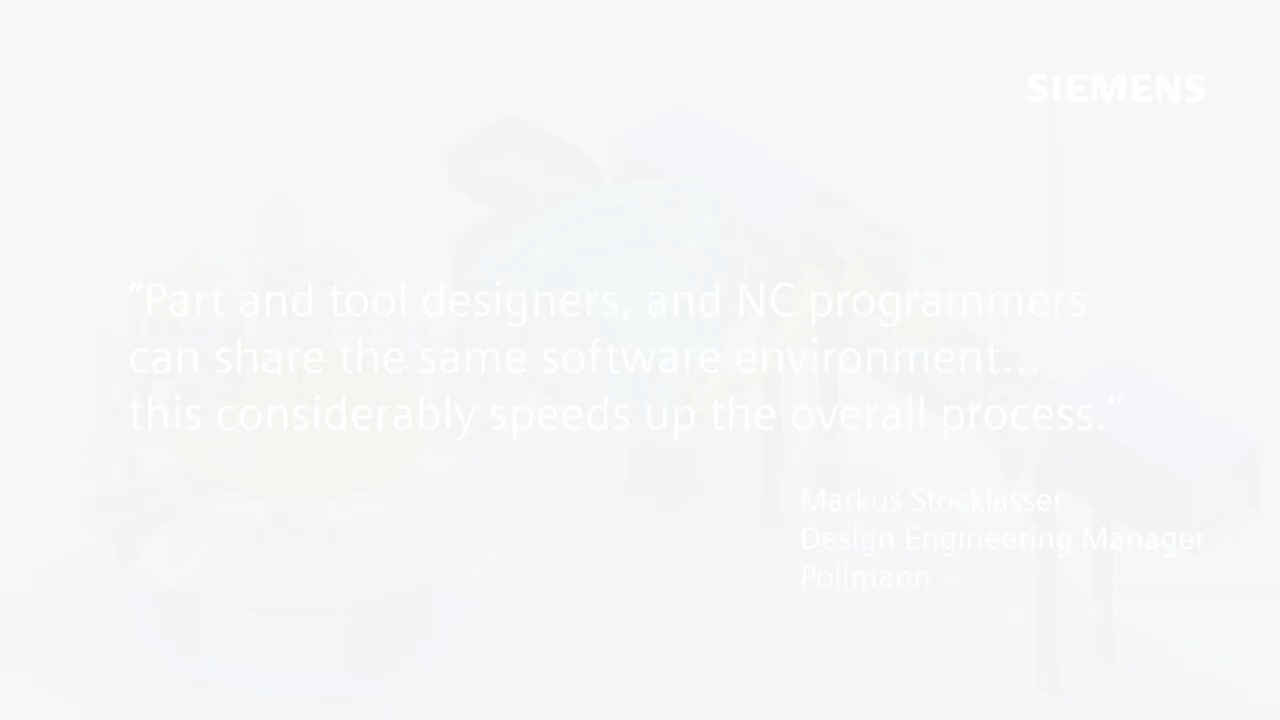 SIEMENS
“Part and tool designers, and NC programmers
can share the same software environment...
this considerably speeds up the overall process.”
Markus Stocklasser
Design Engineering Manager
Pollmann